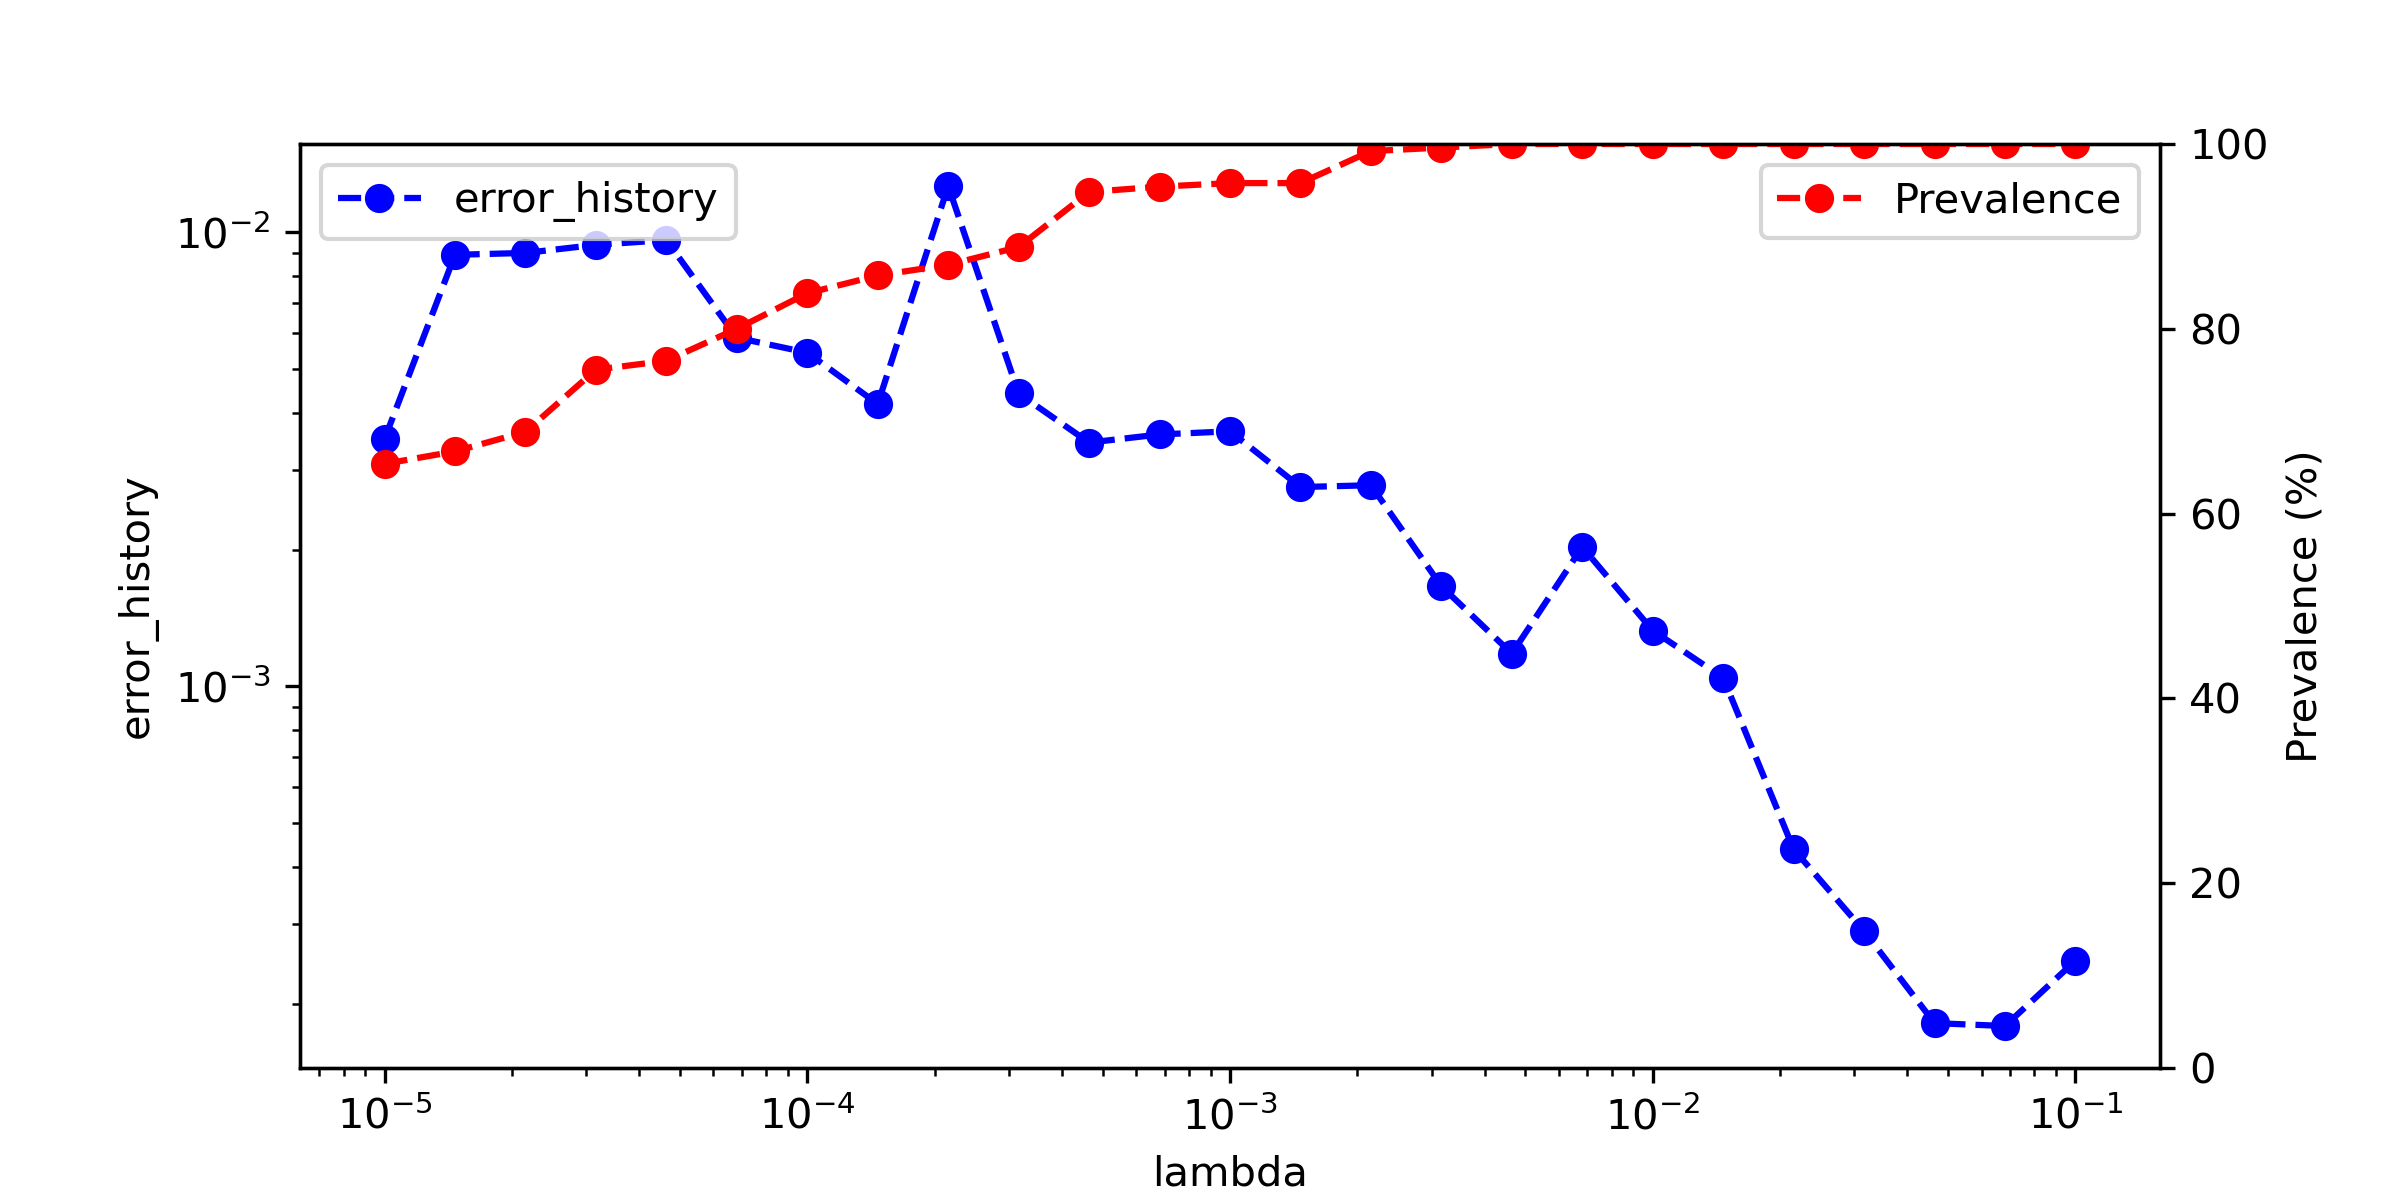 error_history
Prevalence
10⁻²
10⁻³
error_history
100
80
60
40
20
0
Prevalence (%)
10⁻⁵ 10⁻⁴ 10⁻³ 10⁻² 10⁻¹
lambda